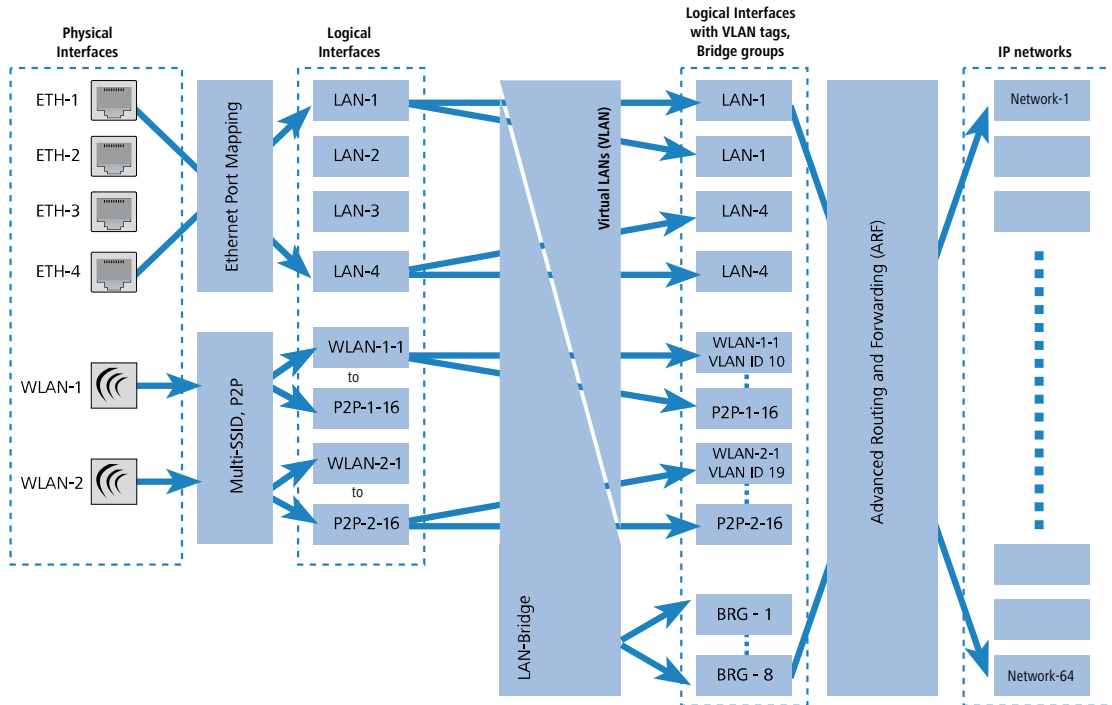 Physical
Interfaces
Logical
Interfaces
Logical Interfaces
with VLAN tags,
Bridge groups
IP networks
ETH-1
ETH-2
ETH-3
ETH-4
WLAN-1
WLAN-2
Ethernet Port Mapping
Multi-SSID, P2P
LAN-1
LAN-2
LAN-3
LAN-4
WLAN-1-1
to
P2P-1-16
WLAN-2-1
to
P2P-2-16
LAN-Bridge
Virtual LANs (VLAN)
LAN-1
LAN-1
LAN-4
LAN-4
WLAN-1-1
VLAN ID 10
P2P-1-16
WLAN-2-1
VLAN ID 19
P2P-2-16
BRG - 1
BRG - 8
Advanced Routing and Forwarding (ARF)
Network-1
Network-64